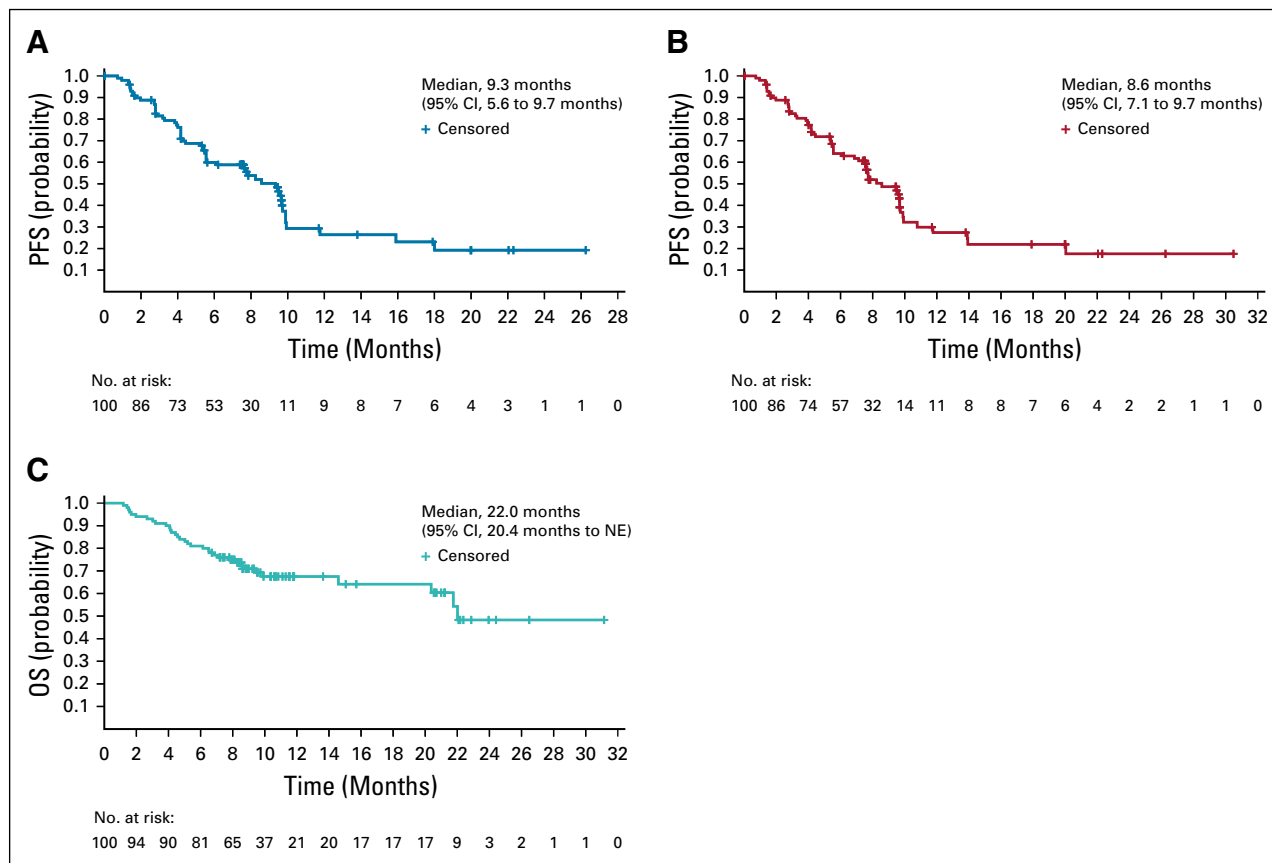 A
PFS (probability)
1.0
0.9
0.8
0.7
0.6
0.5
0.4
0.3
0.2
0.1
Median, 9.3 months
(95% CI, 5.6 to 9.7 months)
+ Censored
0 2 4 6 8 10 12 14 16 18 20 22 24 26 28
Time (Months)
No. at risk:
100 86 73 53 30 11 9 8 7 6 4 3 1 1 0
B
PFS (probability)
1.0
0.9
0.8
0.7
0.6
0.5
0.4
0.3
0.2
0.1
Median, 8.6 months
(95% CI, 7.1 to 9.7 months)
+ Censored
0 2 4 6 8 10 12 14 16 18 20 22 24 26 28 30 32
Time (Months)
No. at risk:
100 86 74 57 32 14 11 8 8 7 6 4 2 2 1 1 0
C
OS (probability)
1.0
0.9
0.8
0.7
0.6
0.5
0.4
0.3
0.2
0.1
Median, 22.0 months
(95% CI, 20.4 months to NE)
+ Censored
0 2 4 6 8 10 12 14 16 18 20 22 24 26 28 30 32
Time (Months)
No. at risk:
100 94 90 81 65 37 21 20 17 17 17 9 3 2 1 1 0